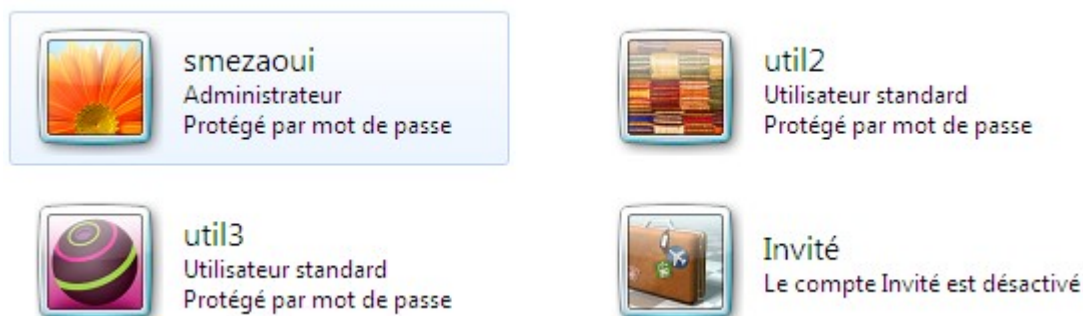 smezaoui
Administrateur
Protégé par mot de passe
util2
Utilisateur standard
Protégé par mot de passe
util3
Utilisateur standard
Protégé par mot de passe
Invité
Le compte Invité est désactivé